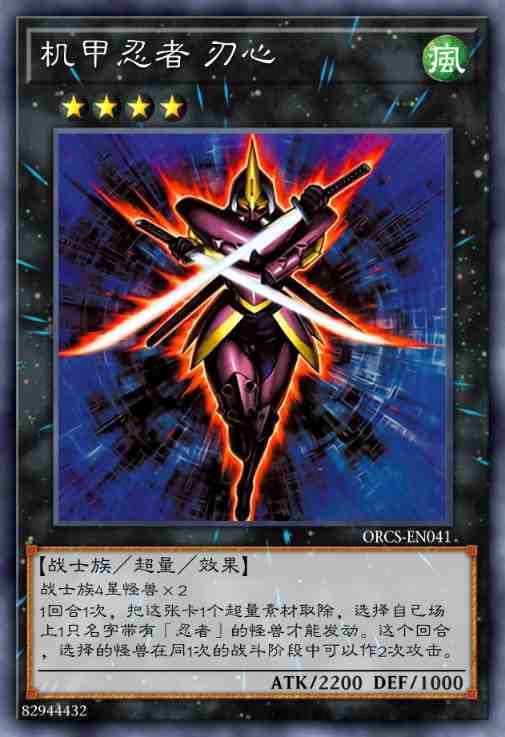 机甲忍者 刃心
風
ORCS-EN041
【战士族／超量／效果】
战士族4星怪兽×2
1回合1次，把这张卡1个超量素材取除，选择自己场
上1只名字带有「忍者」的怪兽才能发动。这个回合
，选择的怪兽在同1次的战斗阶段中可以作2次攻击。
ATK/2200 DEF/1000
82944432